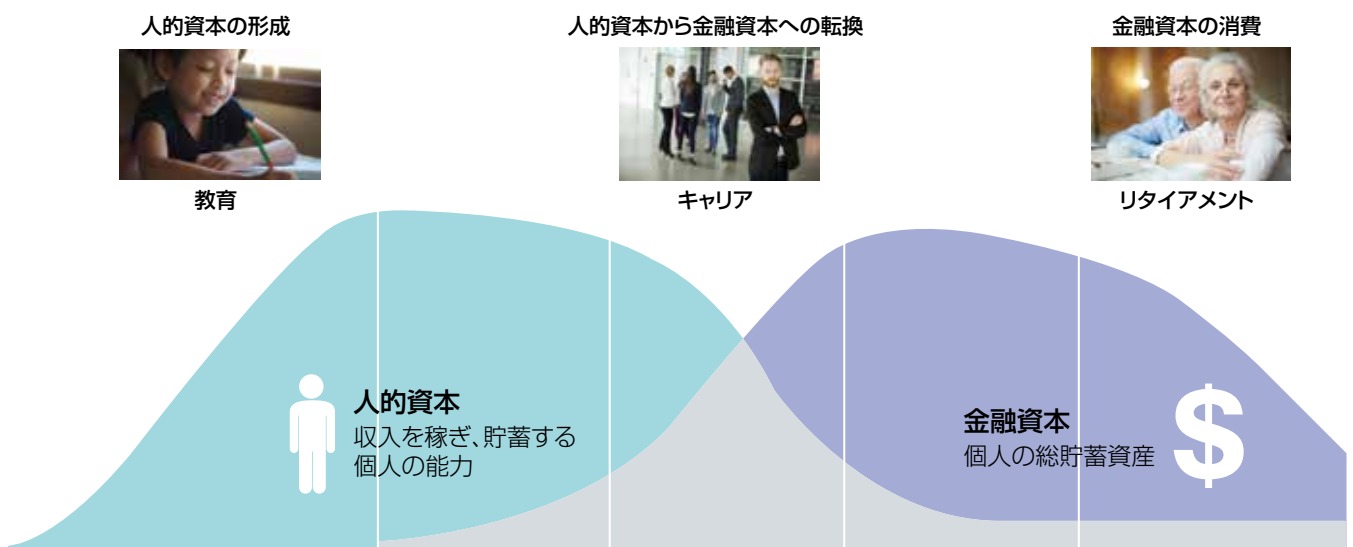 人的資本の形成
人的資本から金融資本への転換
金融資本の消費
教育
キャリア
リタイアメント
人的資本
収入を稼ぎ、貯蓄する
個人の能力
金融資本
個人の総貯蓄資産
$